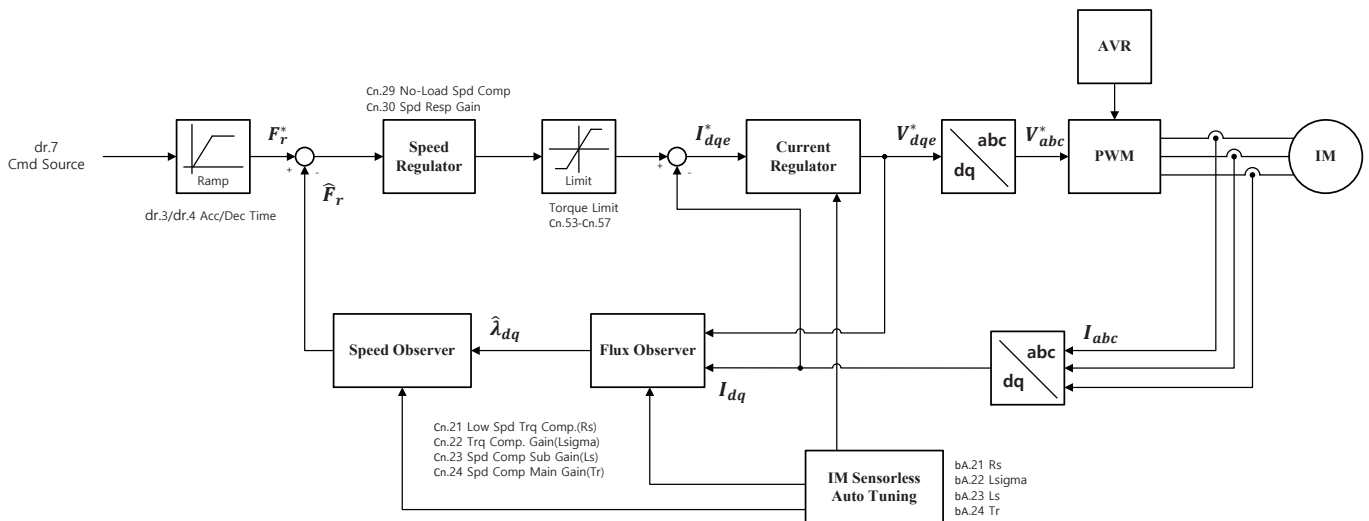 AVR
Cn.29 No-Load Spd Comp
Cn.30 Spd Resp Gain
dr.7
Cmd Source
Ramp
F*r
+
-
F̂r
Speed
Regulator
Limit
I*dqe
+
-
Current
Regulator
V*dqe
abc
dq
V*abc
PWM
IM
dr.3/dr.4 Acc/Dec Time
Torque Limit
Cn.53-Cn.57
Speed Observer
λ̂dq
Flux Observer
Idq
abc
dq
Iabc
Cn.21 Low Spd Trq Comp.(Rs)
Cn.22 Trq Comp. Gain(Lsigma)
Cn.23 Spd Comp Sub Gain(Ls)
Cn.24 Spd Comp Main Gain(Tr)
IM Sensorless
Auto Tuning
bA.21 Rs
bA.22 Lsigma
bA.23 Ls
bA.24 Tr